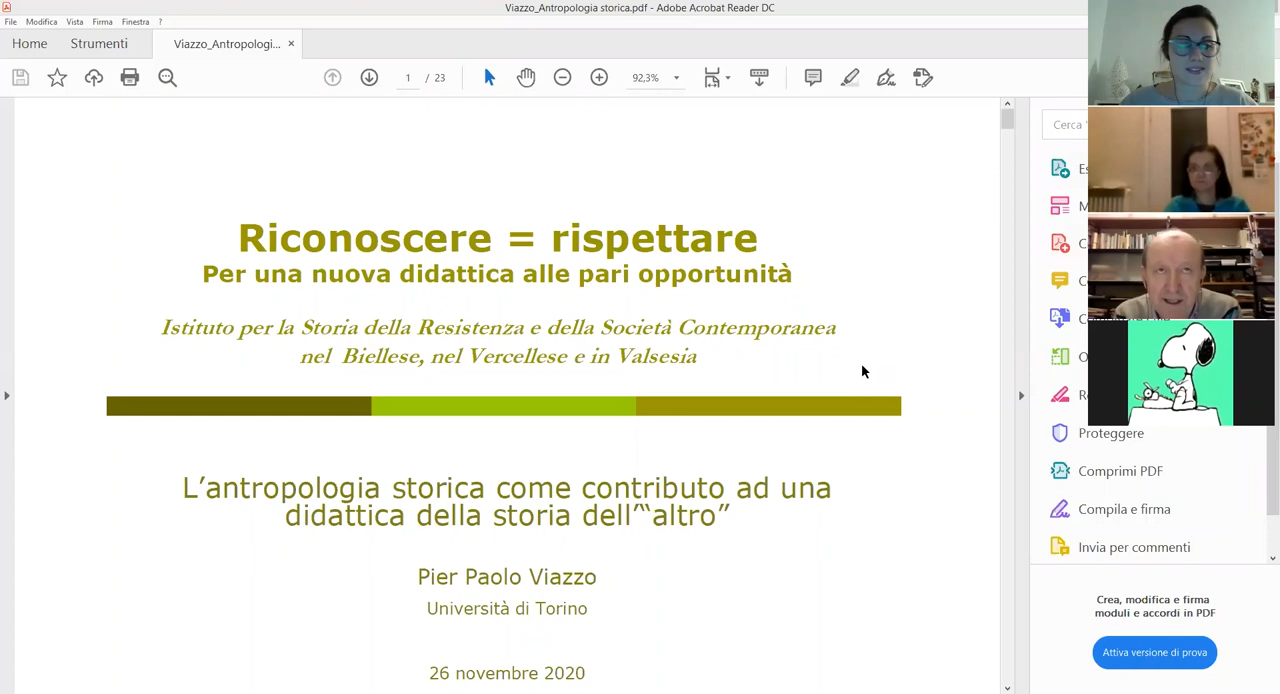 Viazzo_Antropologia storica.pdf - Adobe Acrobat Reader DC
File Modifica Vista Firma Finestra ?
Home Strumenti Viazzo_Antropologi... ×
1 / 23 92,3%
Cerca
Riconoscere = rispettare
Per una nuova didattica alle pari opportunità
Istituto per la Storia della Resistenza e della Società Contemporanea
nel Biellese, nel Vercellese e in Valsesia
L’antropologia storica come contributo ad una
didattica della storia dell’“altro”
Pier Paolo Viazzo
Università di Torino
26 novembre 2020
Proteggere
Comprimi PDF
Compila e firma
Invia per commenti
Crea, modifica e firma
moduli e accordi in PDF
Attiva versione di prova